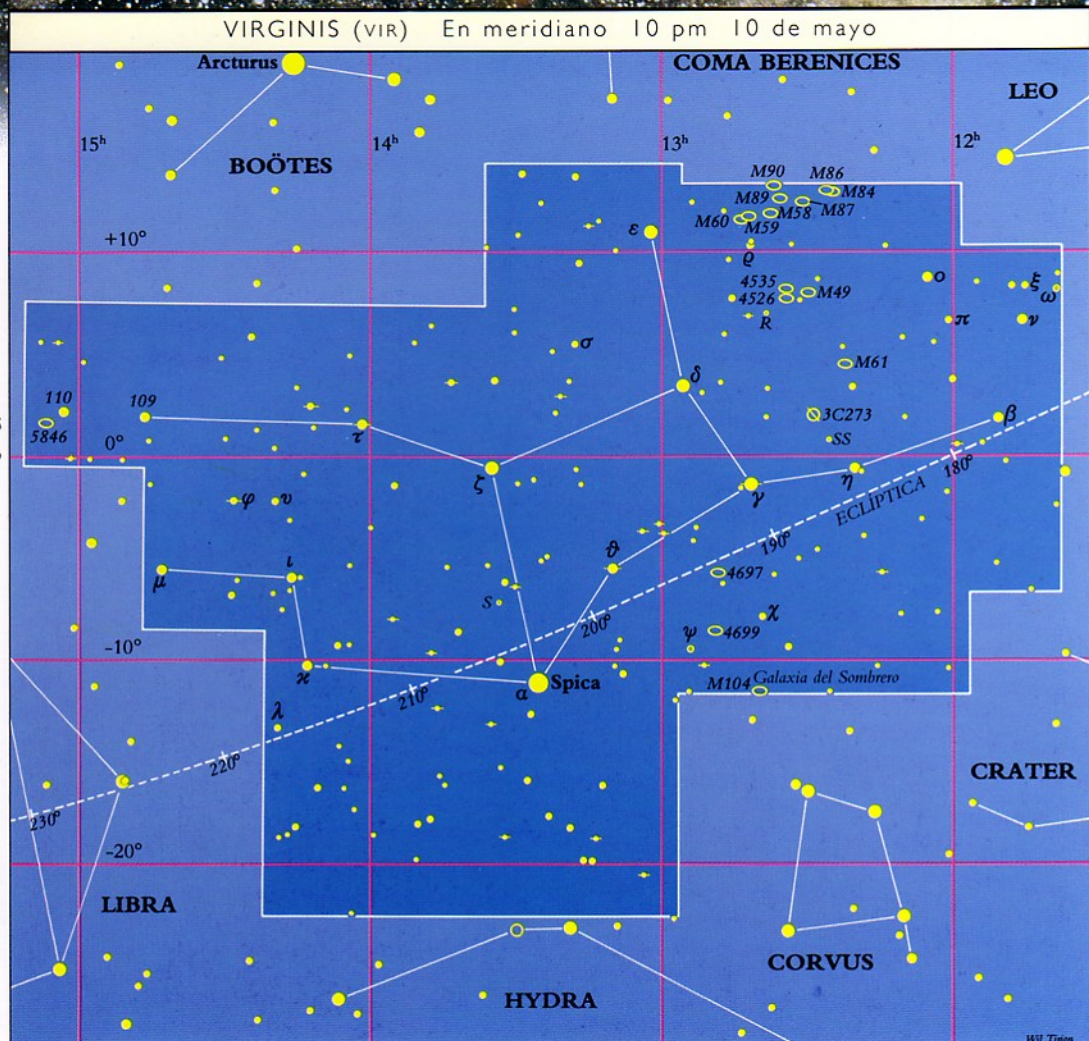 VIRGINIS (VIR) En meridiano 10 pm 10 de mayo
Arcturus
COMA BERENICES
LEO
15h
14h
13h
12h
BOÖTES
M90
M86
M89
M84
M58
M87
M60
M59
ε
+10°
ϱ
4535
4526
M49
R
ο
ξ
ω
π
ν
σ
M61
δ
110
109
5846
τ
3C273
SS
β
0°
ζ
γ
η
180°
ECLÍPTICA
φ
υ
190°
μ
ι
ϑ
4697
S
200°
χ
ψ
4699
-10°
ϰ
α
Spica
210°
M104
Galaxia del Sombrero
λ
220°
CRATER
230°
-20°
LIBRA
CORVUS
HYDRA
Wil Tirion